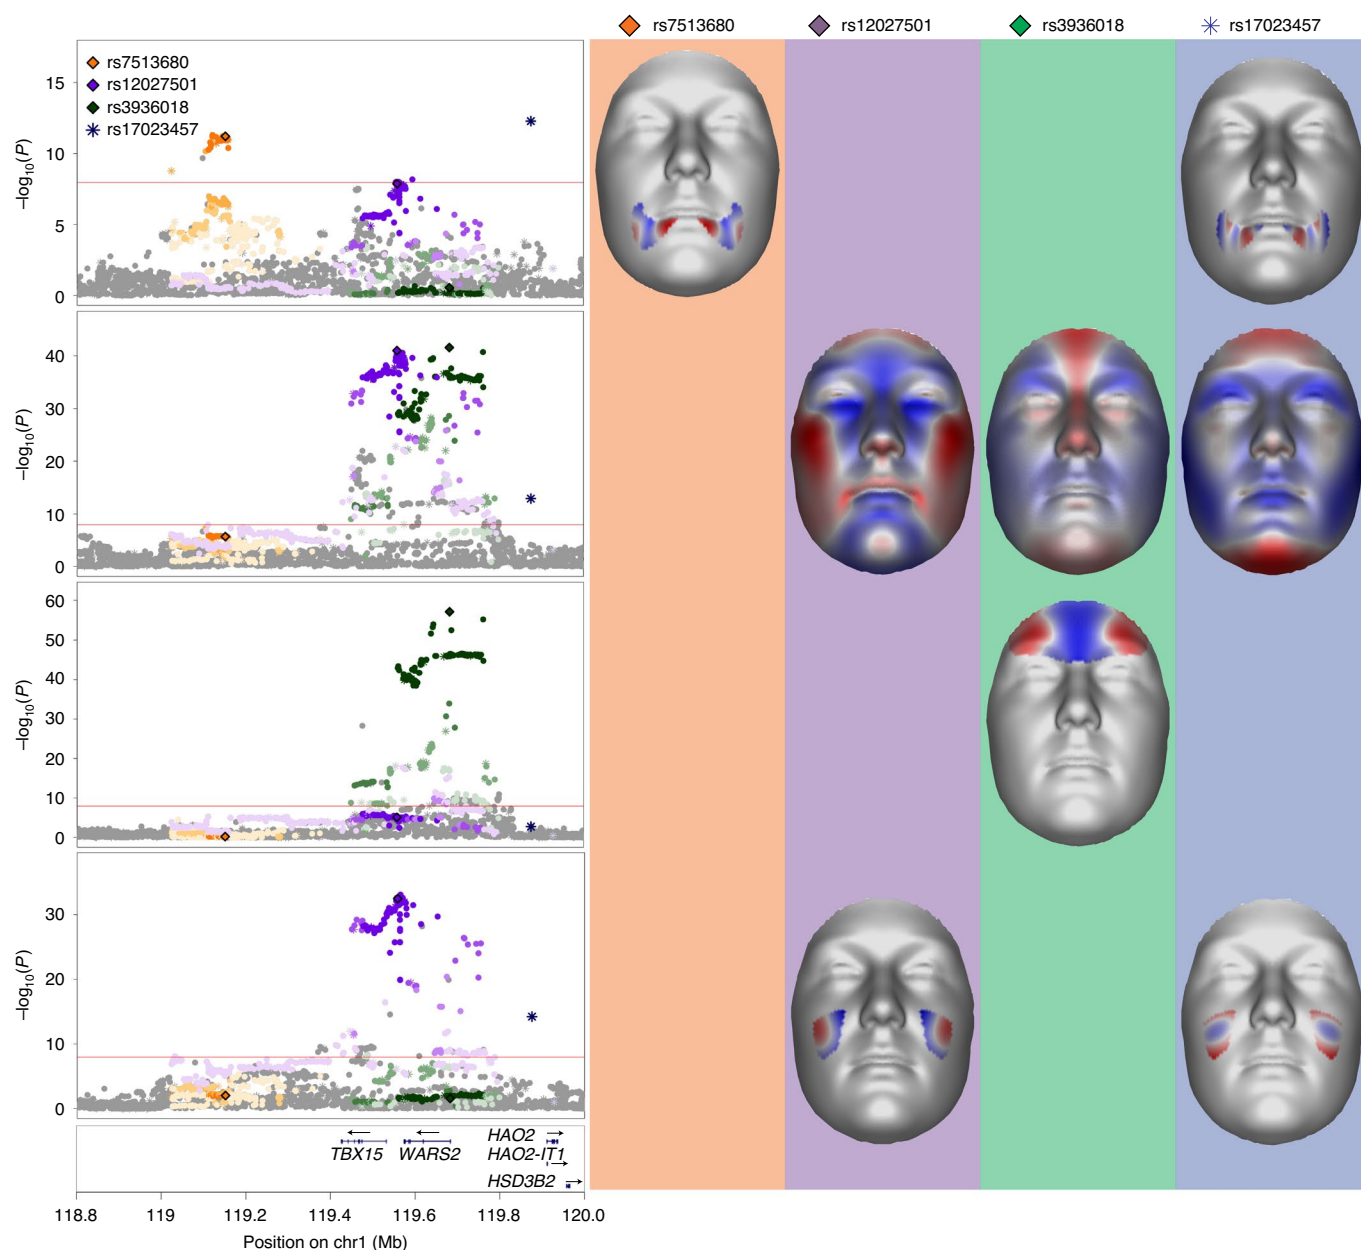 rs7513680 rs12027501 rs3936018 rs17023457
rs7513680
rs12027501
rs3936018
rs17023457
15
10
5
0
–log10(P)
40
30
20
10
0
–log10(P)
60
50
40
30
20
10
0
–log10(P)
30
20
10
0
–log10(P)
HAO2
TBX15 WARS2 HAO2-IT1
HSD3B2
118.8 119 119.2 119.4 119.6 119.8 120.0
Position on chr1 (Mb)